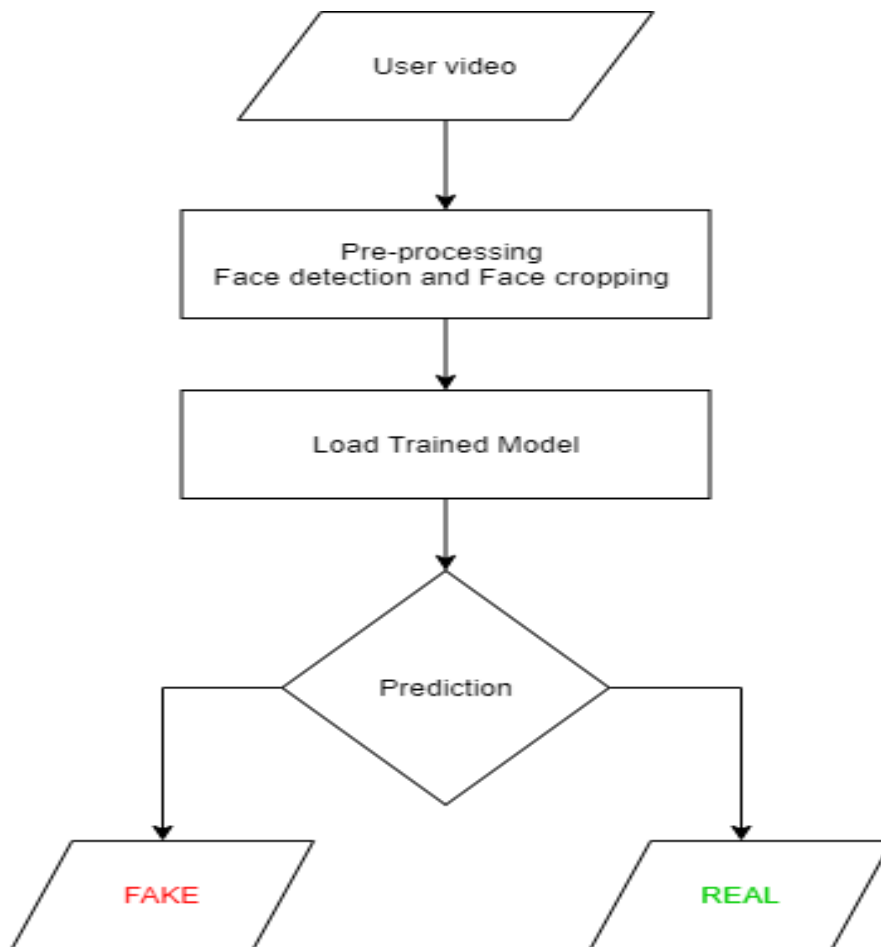 User video
Pre-processing
Face detection and Face cropping
Load Trained Model
Prediction
FAKE
REAL